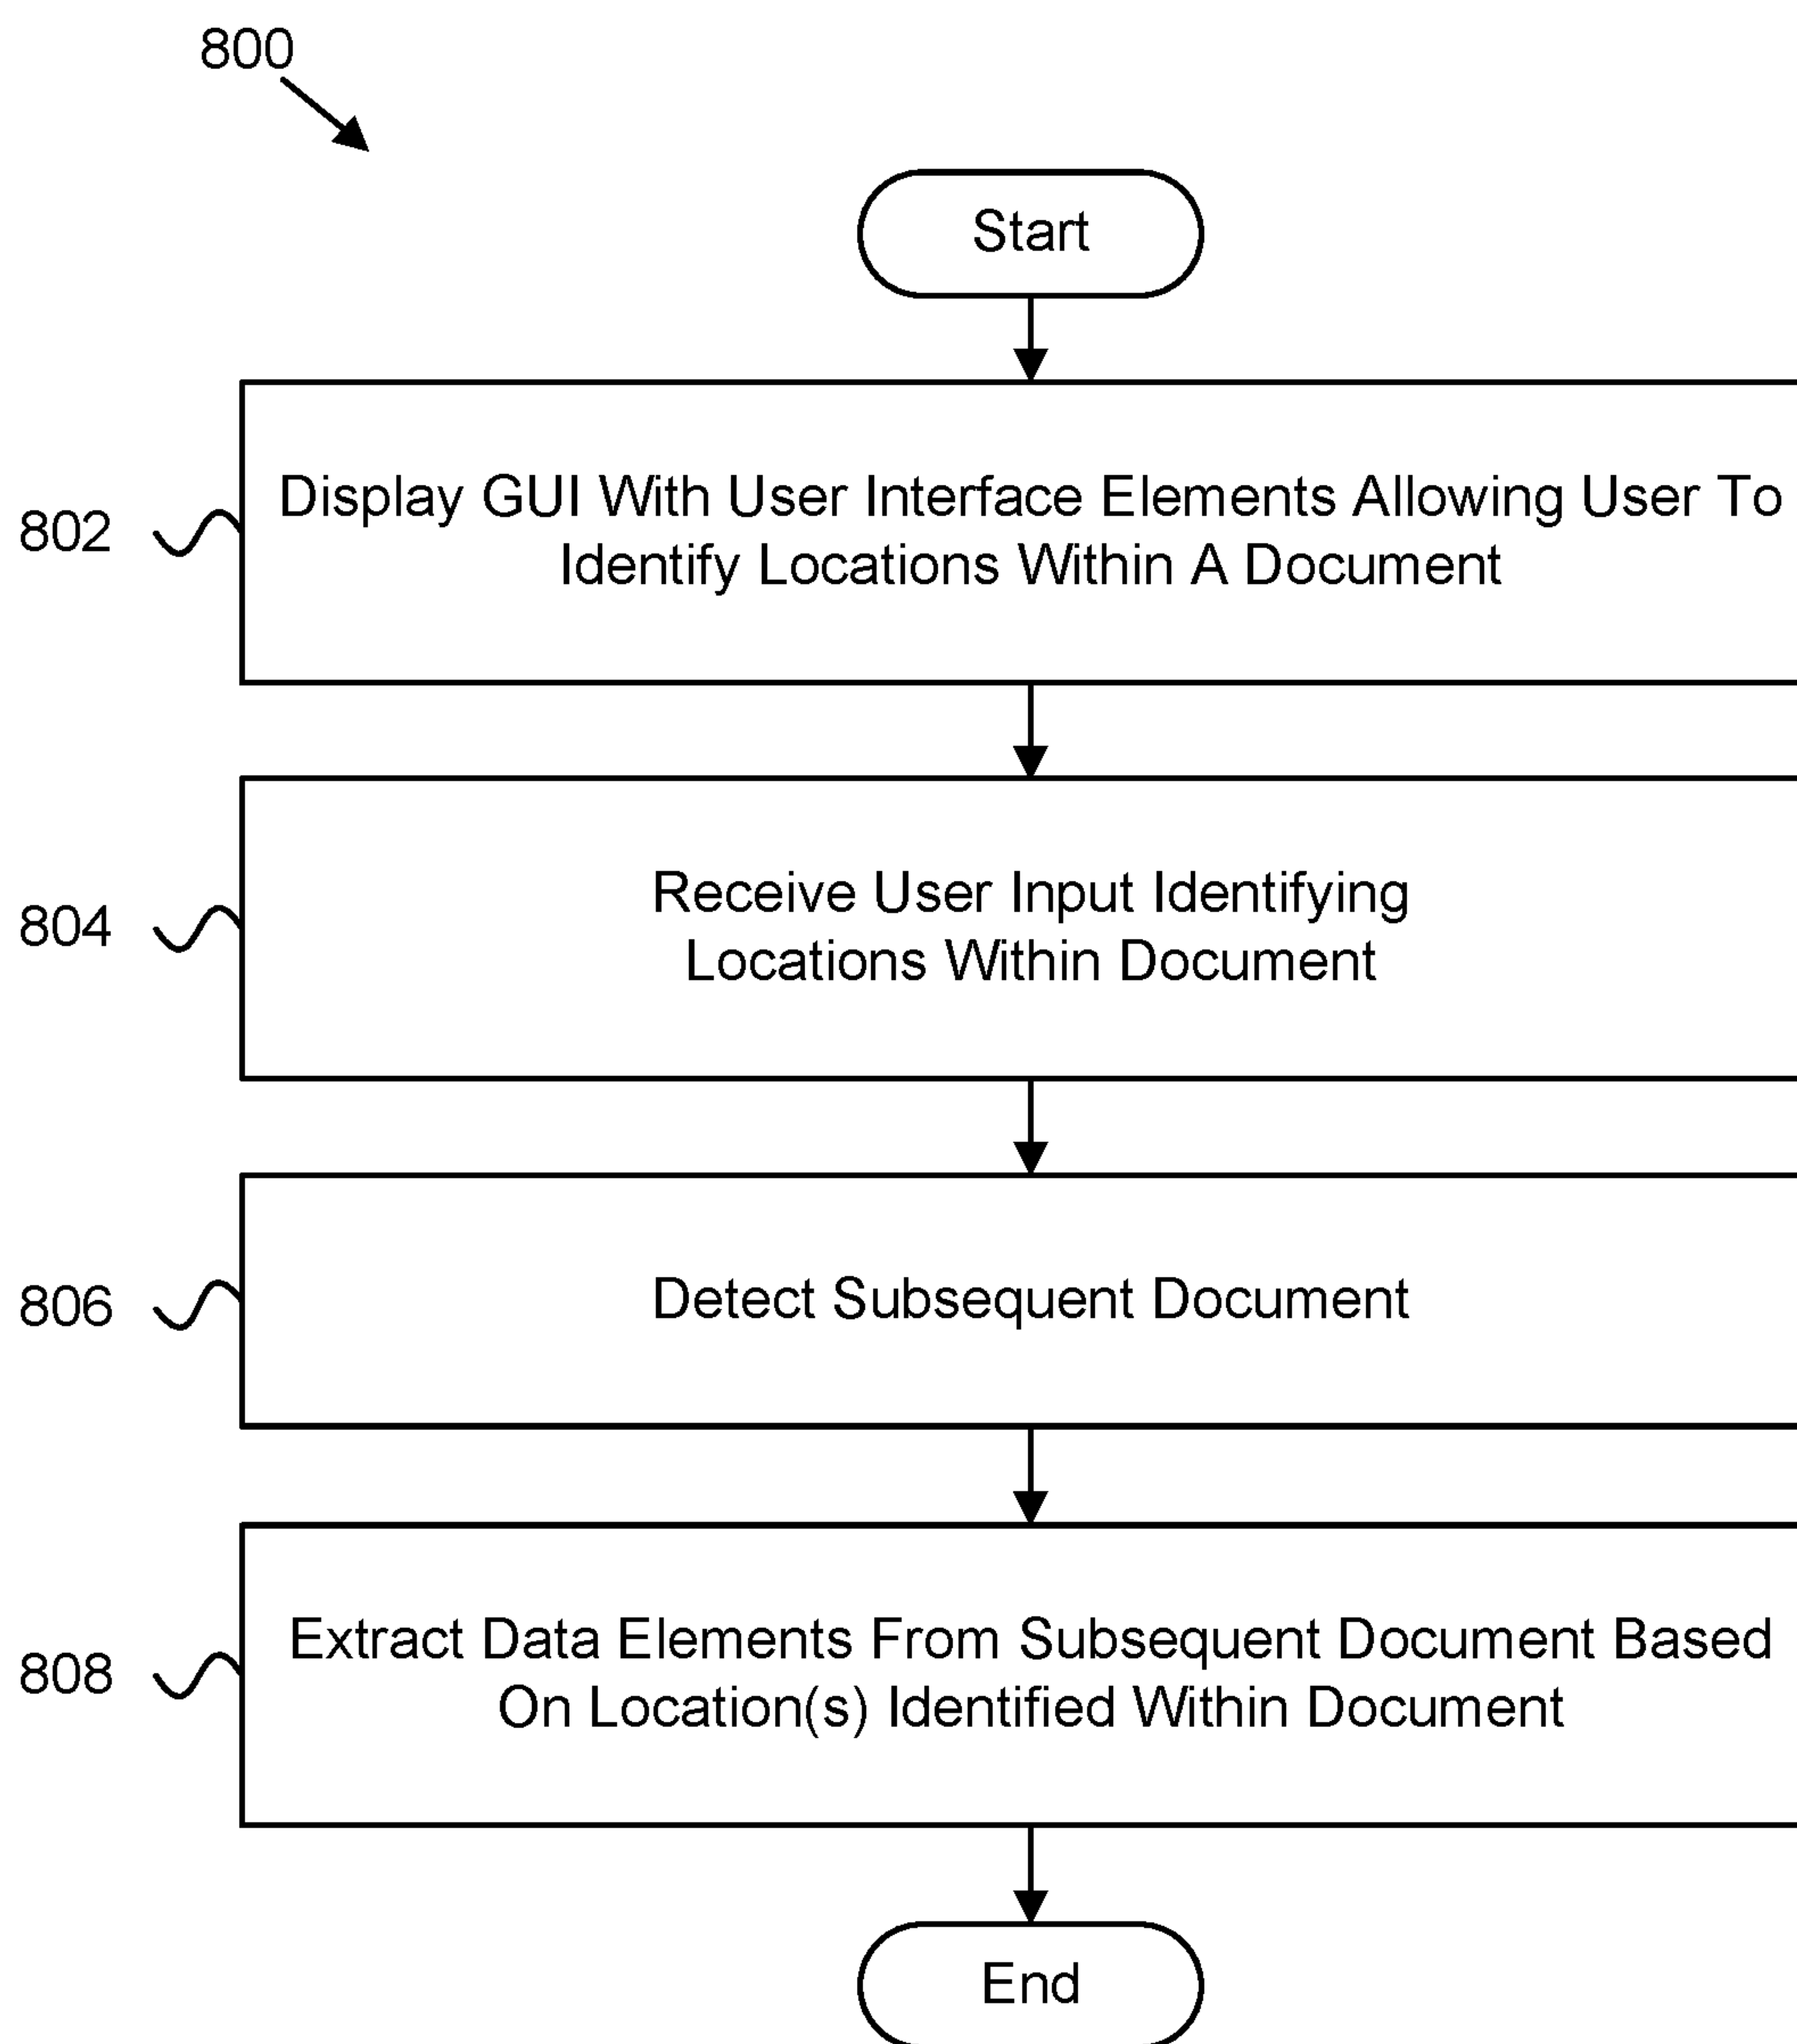 800
Start
802
Display GUI With User Interface Elements Allowing User To
Identify Locations Within A Document
804
Receive User Input Identifying
Locations Within Document
806
Detect Subsequent Document
808
Extract Data Elements From Subsequent Document Based
On Location(s) Identified Within Document
End